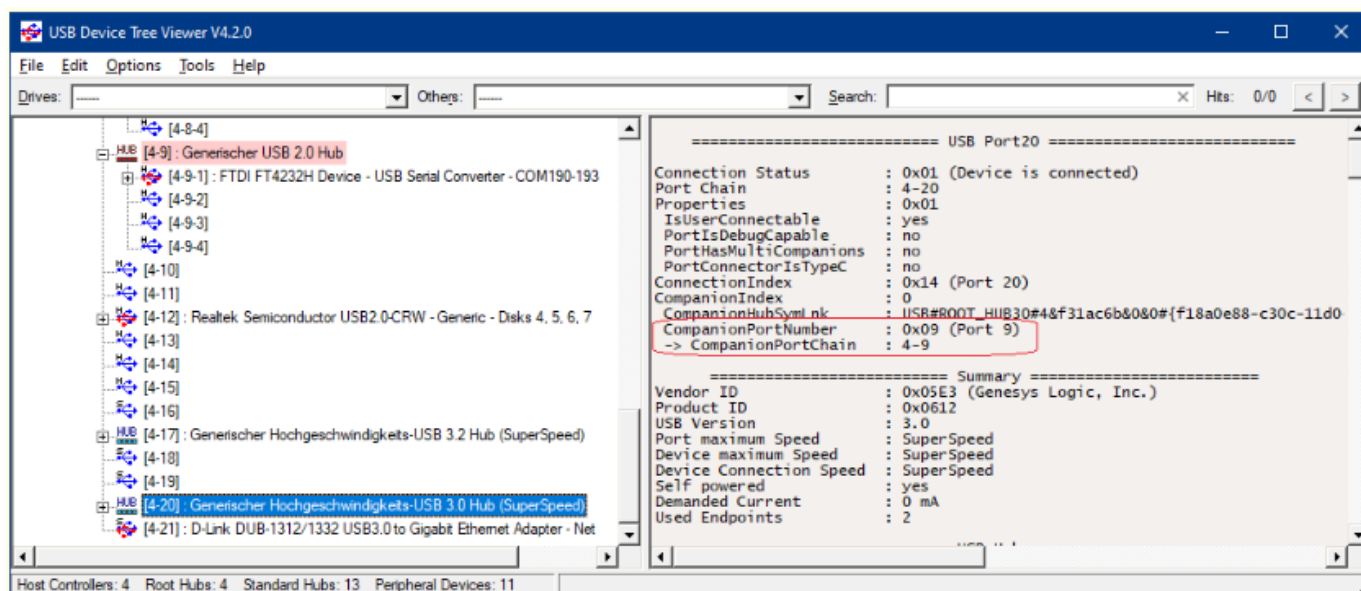 USB Device Tree Viewer V4.2.0
File Edit Options Tools Help
Drives: ------ Others: ------ Search: Hits: 0/0 < >
[4-8-4]
HUB [4-9] : Generischer USB 2.0 Hub
[4-9-1] : FTDI FT4232H Device - USB Serial Converter - COM190-193
[4-9-2]
[4-9-3]
[4-9-4]
[4-10]
[4-11]
[4-12] : Realtek Semiconductor USB2.0-CRW - Generic - Disks 4, 5, 6, 7
[4-13]
[4-14]
[4-15]
[4-16]
HUB [4-17] : Generischer Hochgeschwindigkeits-USB 3.2 Hub (SuperSpeed)
[4-18]
[4-19]
HUB [4-20] : Generischer Hochgeschwindigkeits-USB 3.0 Hub (SuperSpeed)
[4-21] : D-Link DUB-1312/1332 USB3.0 to Gigabit Ethernet Adapter - Net
============================ USB Port20 ============================
Connection Status : 0x01 (Device is connected)
Port Chain : 4-20
Properties : 0x01
IsUserConnectable : yes
PortIsDebugCapable : no
PortHasMultiCompanions : no
PortConnectorIsTypeC : no
ConnectionIndex : 0x14 (Port 20)
CompanionIndex : 0
CompanionHubSymLnk : USB#ROOT_HUB30#4&f31ac6b&0&0#{f18a0e88-c30c-11d0-
CompanionPortNumber : 0x09 (Port 9)
-> CompanionPortChain : 4-9
========================== Summary ==========================
Vendor ID : 0x05E3 (Genesys Logic, Inc.)
Product ID : 0x0612
USB Version : 3.0
Port maximum Speed : SuperSpeed
Device maximum Speed : SuperSpeed
Device Connection Speed : SuperSpeed
Self powered : yes
Demanded Current : 0 mA
Used Endpoints : 2
Host Controllers: 4 Root Hubs: 4 Standard Hubs: 13 Peripheral Devices: 11